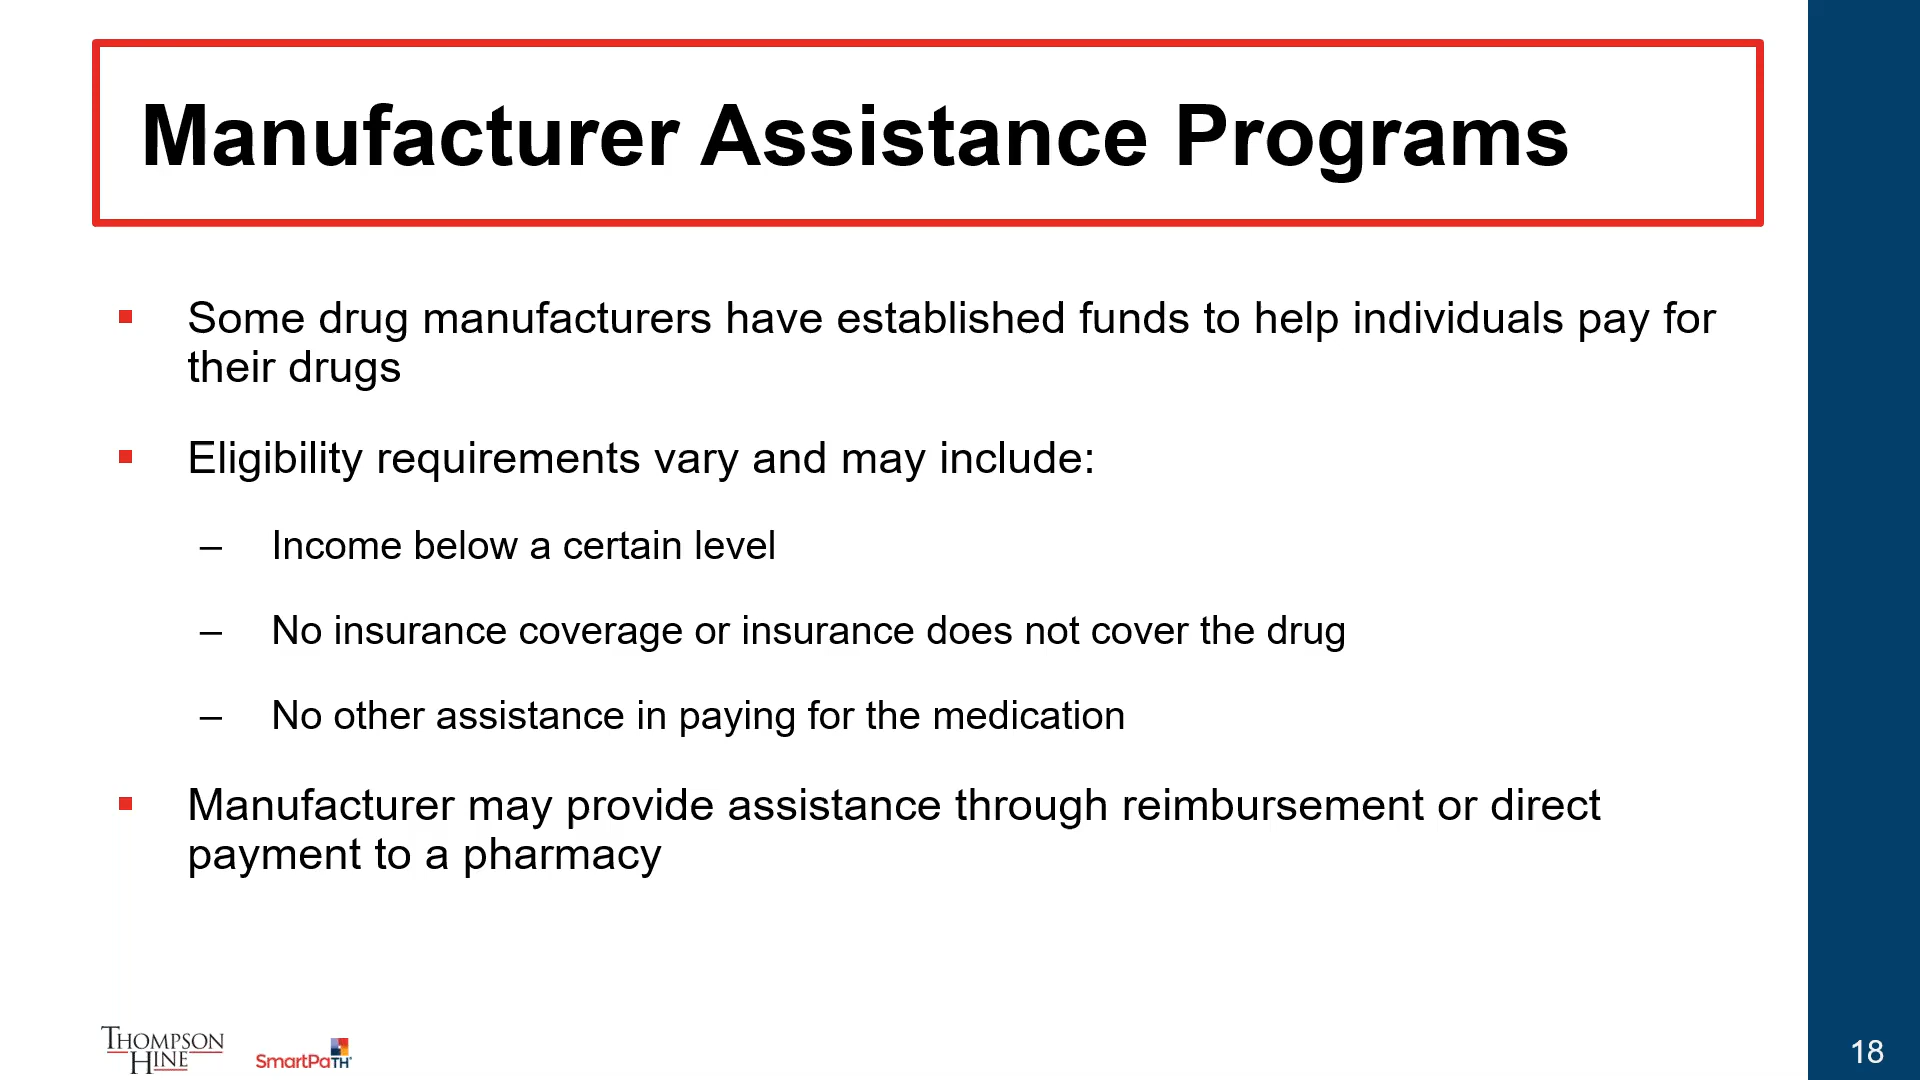 Manufacturer Assistance Programs
▪ Some drug manufacturers have established funds to help individuals pay for
their drugs
▪ Eligibility requirements vary and may include:
– Income below a certain level
– No insurance coverage or insurance does not cover the drug
– No other assistance in paying for the medication
▪ Manufacturer may provide assistance through reimbursement or direct
payment to a pharmacy
THOMPSON
HINE
SmartPaTH
18